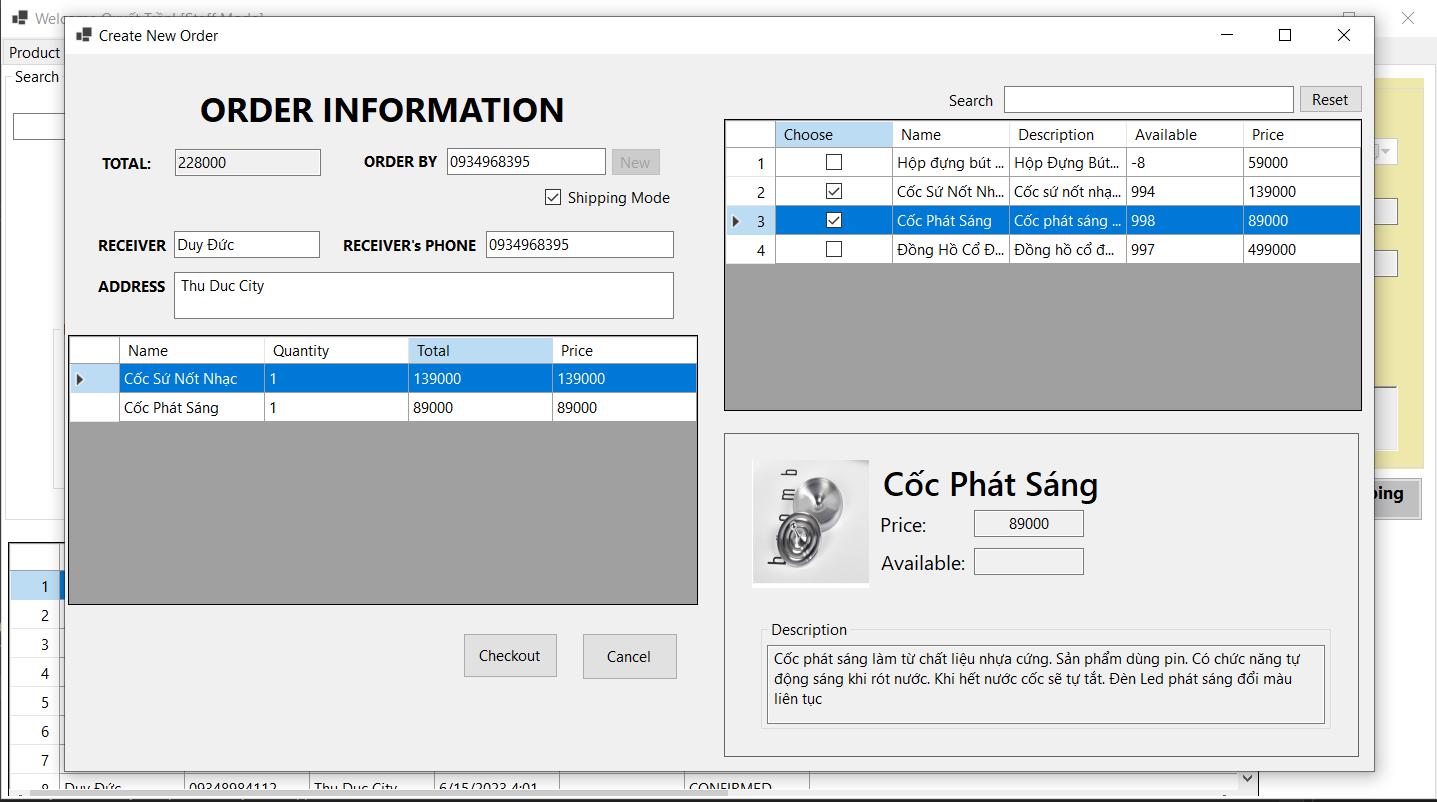 Create New Order
Product
Search
ORDER INFORMATION
TOTAL: 228000 ORDER BY 0934968395 New
Shipping Mode
RECEIVER Duy Đức RECEIVER's PHONE 0934968395
ADDRESS Thu Duc City
Name Quantity Total Price
Cốc Sứ Nốt Nhạc 1 139000 139000
Cốc Phát Sáng 1 89000 89000
Checkout Cancel
Search Reset
Choose Name Description Available Price
1 Hộp đựng bút ... Hộp Đựng Bút... -8 59000
2 Cốc Sứ Nốt Nh... Cốc sứ nốt nhạ... 994 139000
3 Cốc Phát Sáng Cốc phát sáng ... 998 89000
4 Đồng Hồ Cổ Đ... Đồng hồ cổ đ... 997 499000
Cốc Phát Sáng
Price: 89000
Available:
Description
Cốc phát sáng làm từ chất liệu nhựa cứng. Sản phẩm dùng pin. Có chức năng tự
động sáng khi rót nước. Khi hết nước cốc sẽ tự tắt. Đèn Led phát sáng đổi màu
liên tục
1
2
3
4
5
6
7
8 Duy Đức 09348984112 Thu Duc City 6/15/2023 4:01 CONFIRMED